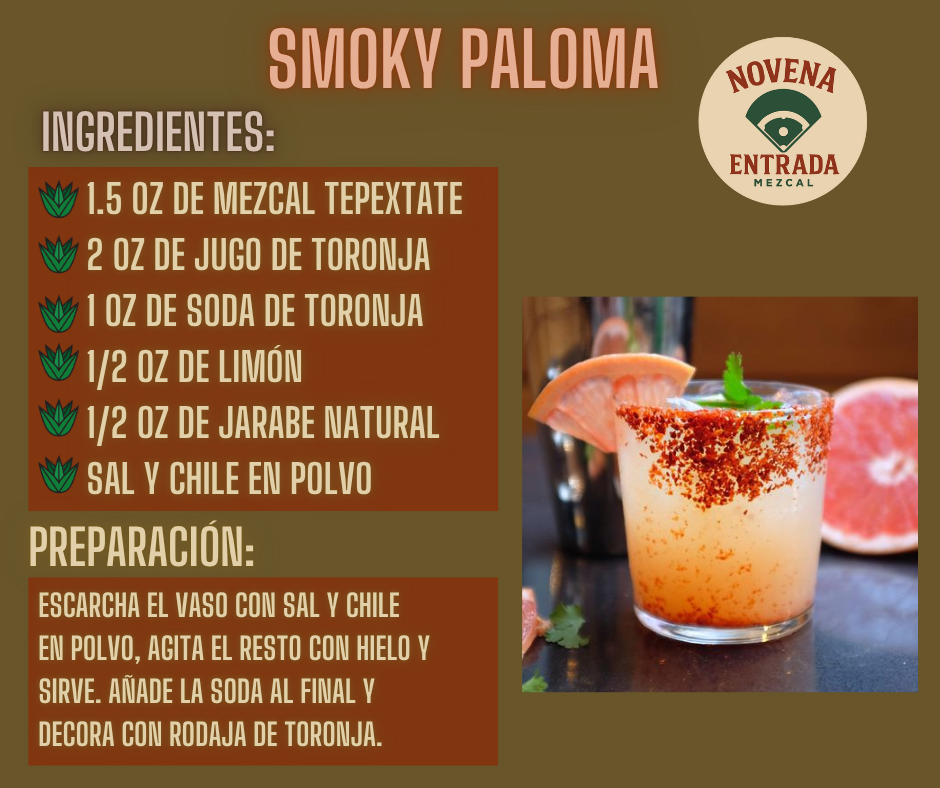 SMOKY PALOMA
NOVENA
ENTRADA
MEZCAL
INGREDIENTES:
1.5 OZ DE MEZCAL TEPEXTATE
2 OZ DE JUGO DE TORONJA
1 OZ DE SODA DE TORONJA
1/2 OZ DE LIMÓN
1/2 OZ DE JARABE NATURAL
SAL Y CHILE EN POLVO
PREPARACIÓN:
ESCARCHA EL VASO CON SAL Y CHILE
EN POLVO, AGITA EL RESTO CON HIELO Y
SIRVE. AÑADE LA SODA AL FINAL Y
DECORA CON RODAJA DE TORONJA.